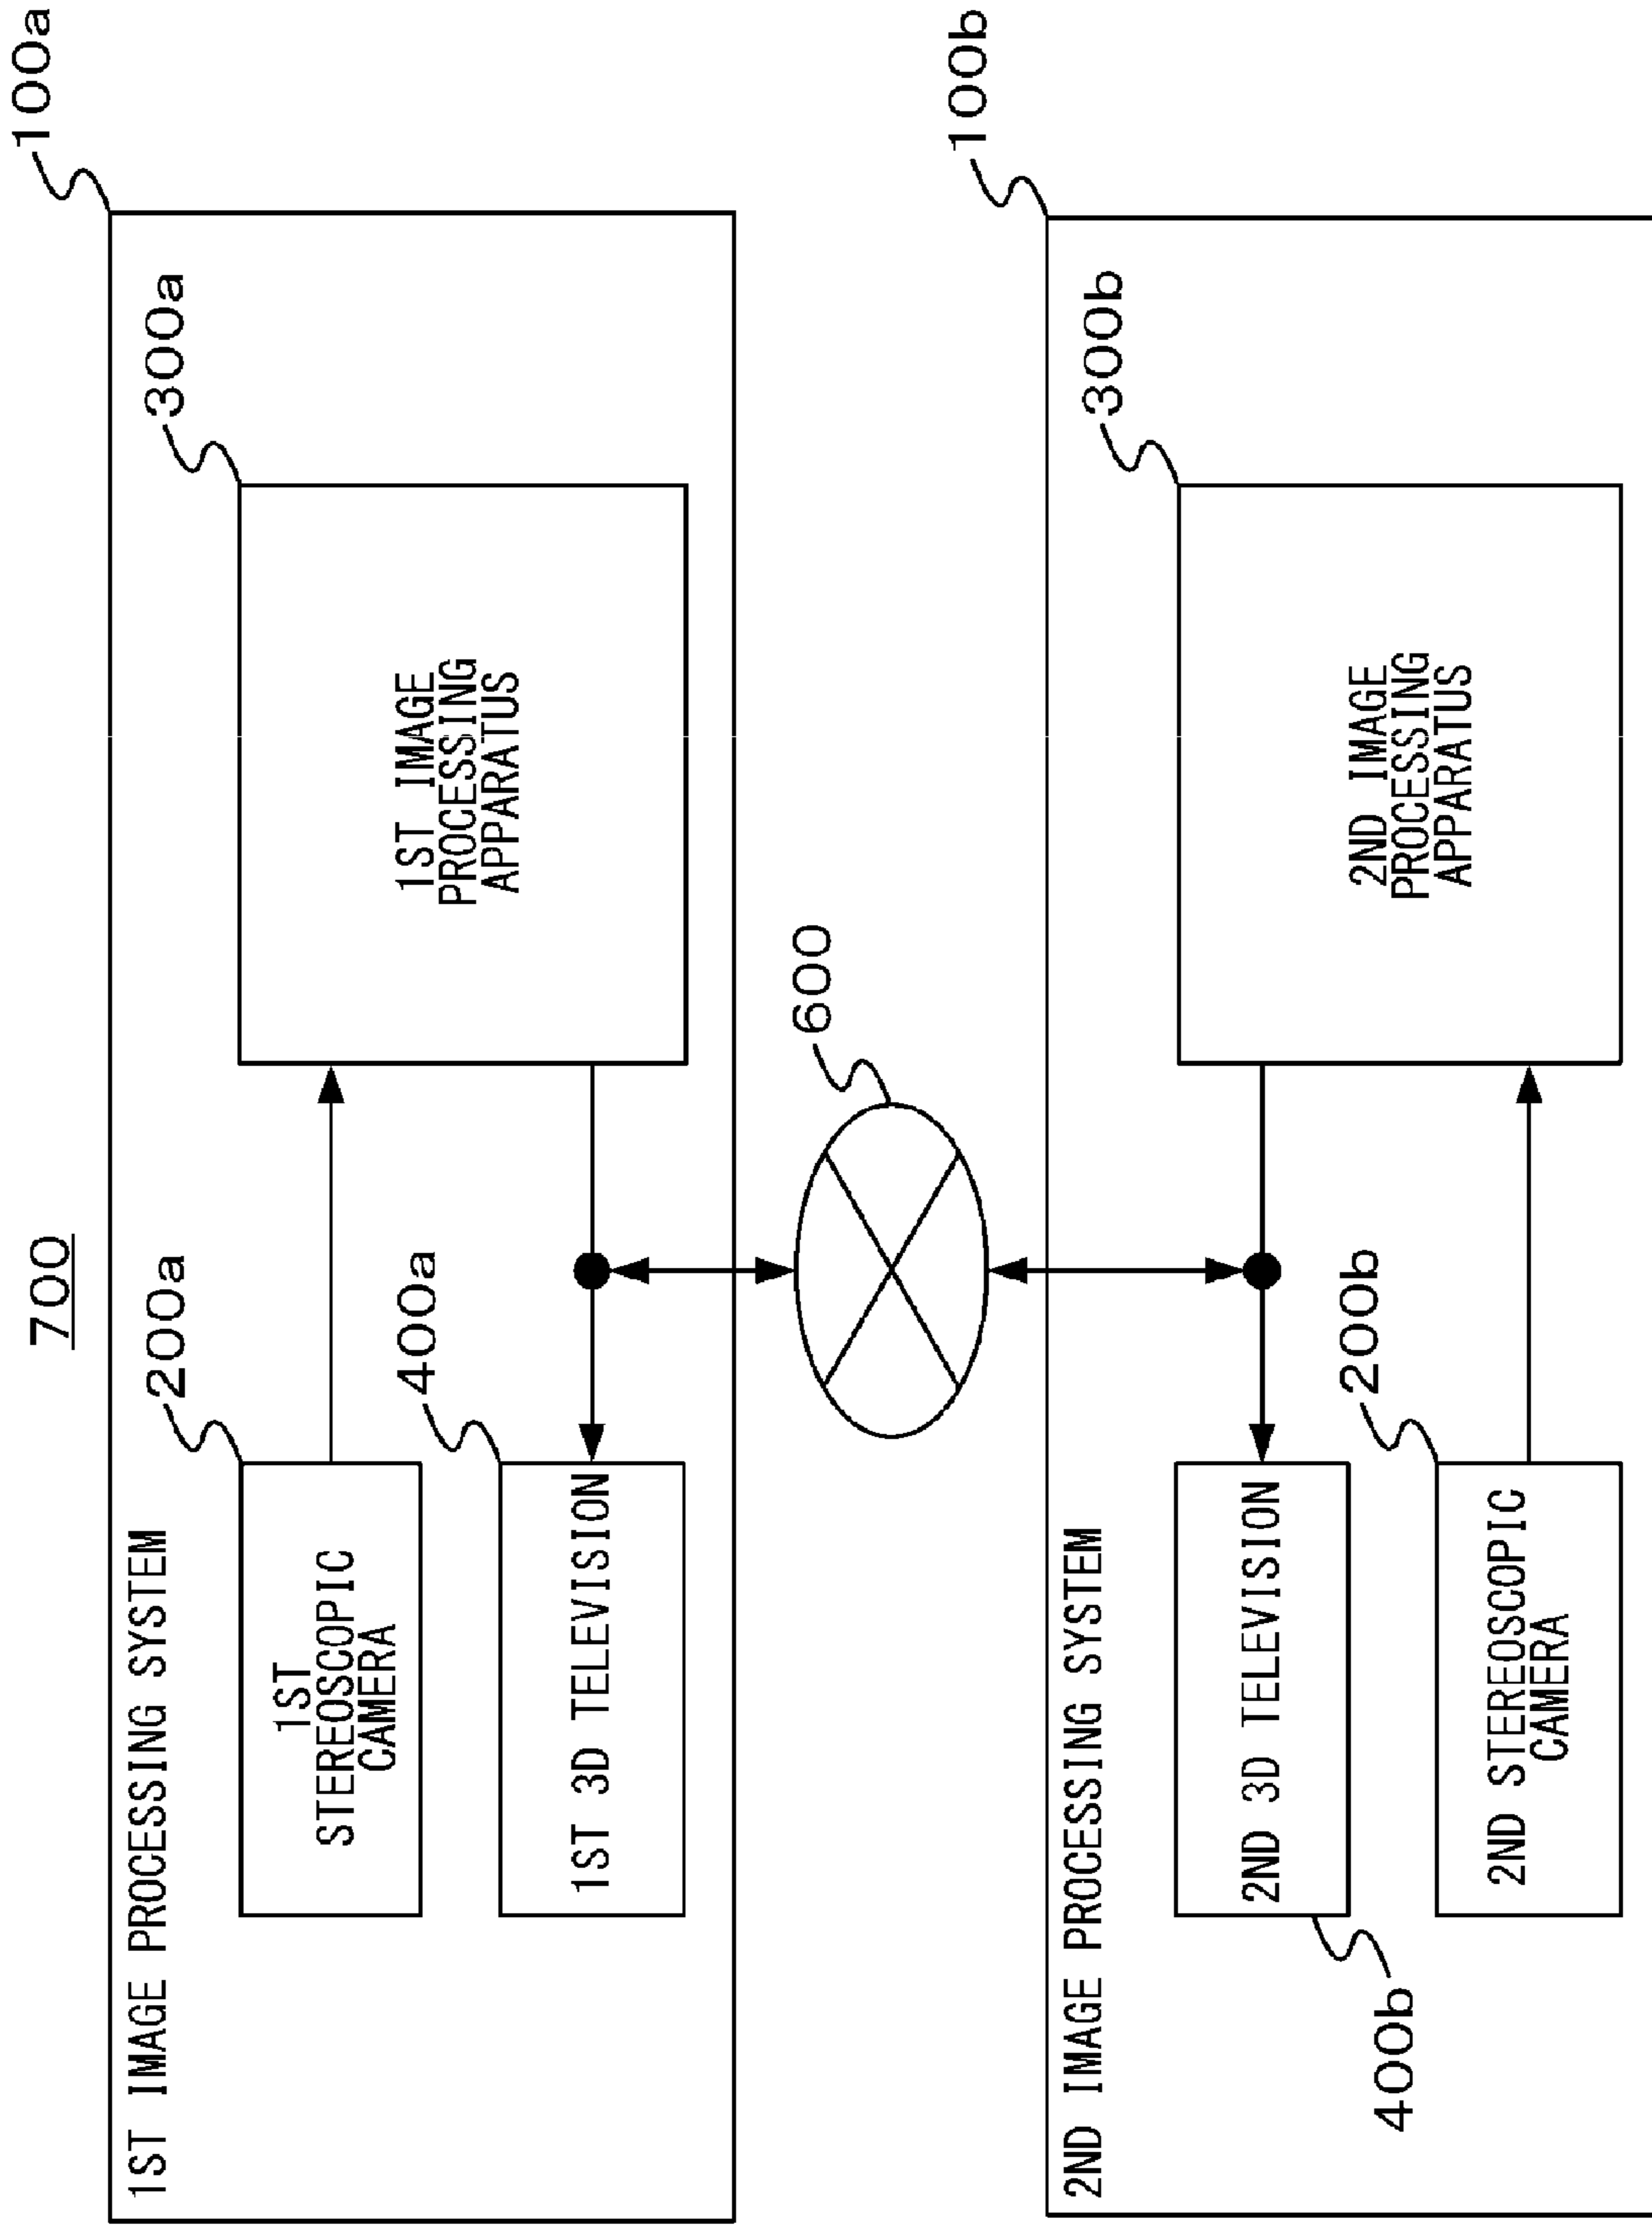 700
100a
1ST IMAGE PROCESSING SYSTEM
200a
300a
1ST
STEREOSCOPIC
CAMERA
1ST IMAGE
PROCESSING
APPARATUS
400a
1ST 3D TELEVISION
600
100b
2ND IMAGE PROCESSING SYSTEM
300b
2ND 3D TELEVISION
2ND IMAGE
PROCESSING
APPARATUS
200b
400b
2ND STEREOSCOPIC
CAMERA